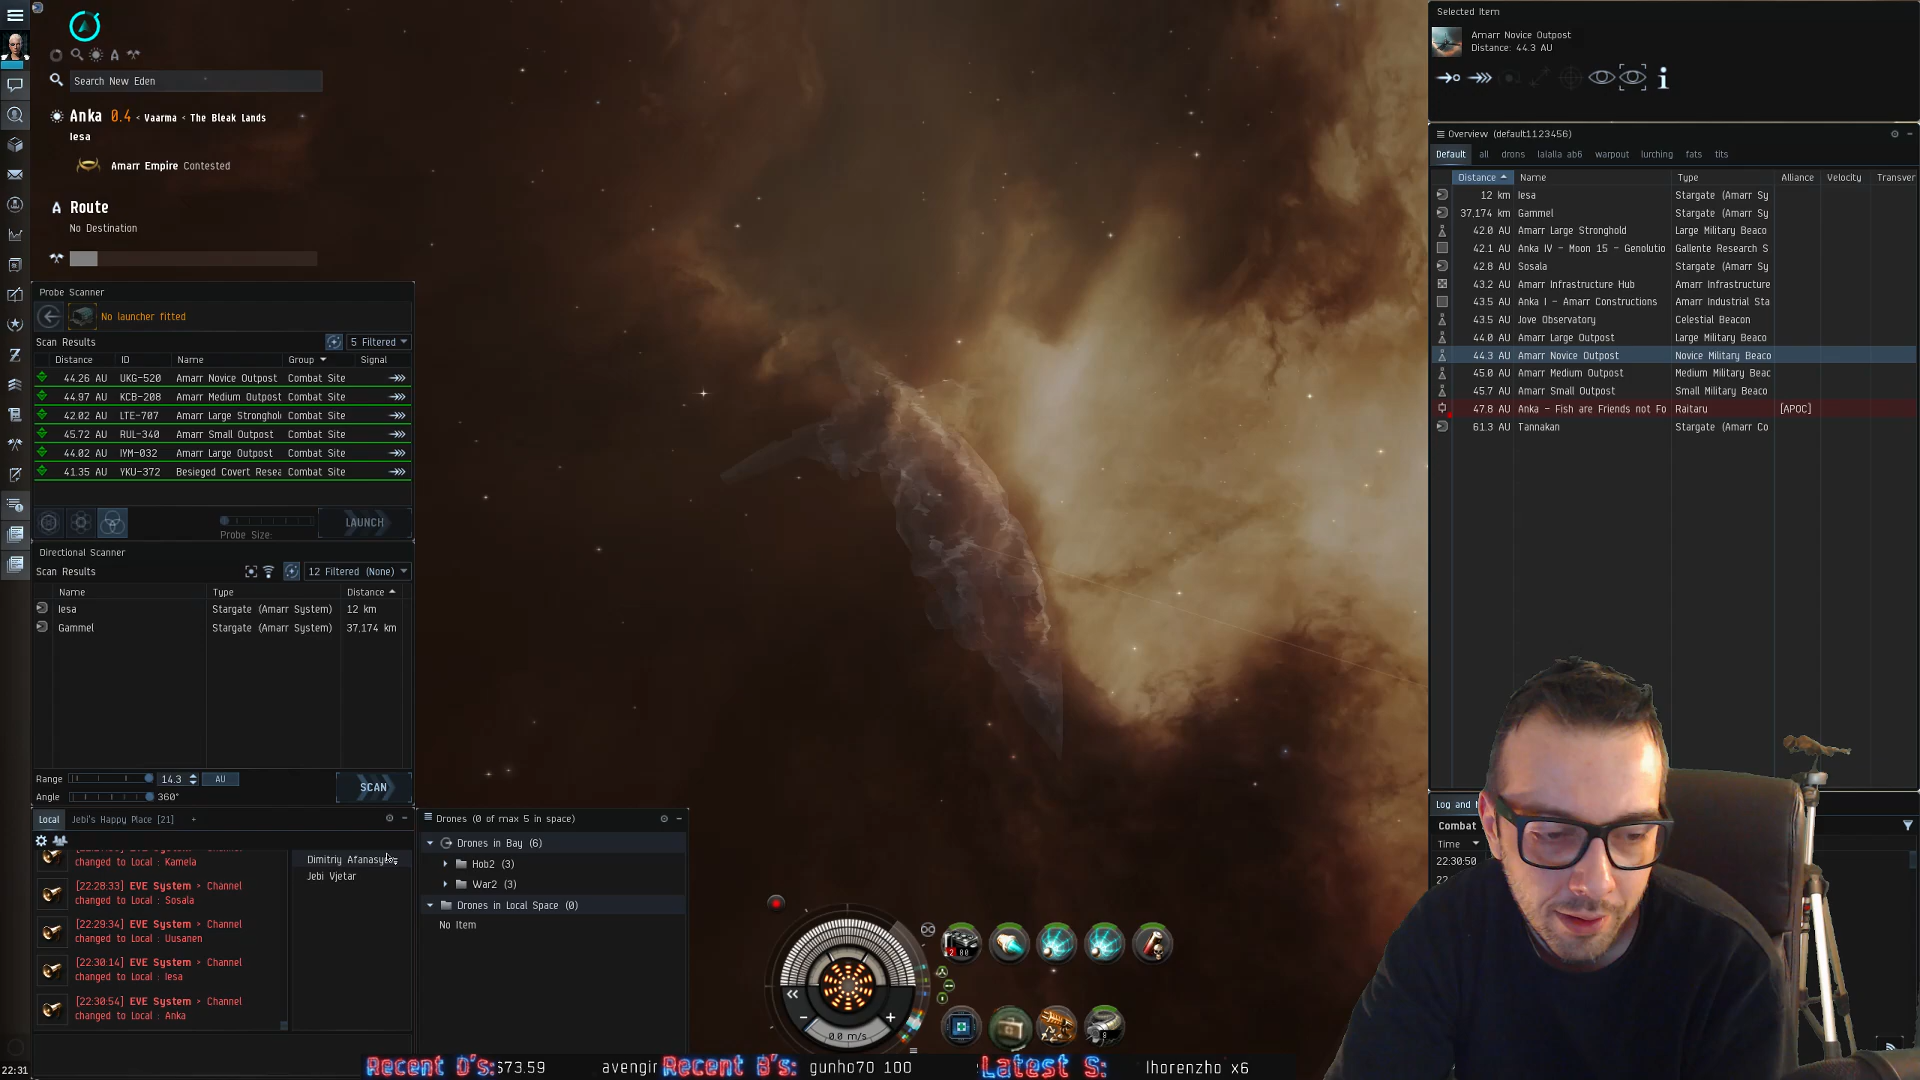 Search New Eden
Anka 0.4 < Vaarma < The Bleak Lands
Iesa
Amarr Empire Contested
Route
No Destination
Probe Scanner
No launcher fitted
Scan Results
5 Filtered
Distance ID Name Group Signal
44.26 AU UKG-520 Amarr Novice Outpost Combat Site
44.97 AU KCB-208 Amarr Medium Outpost Combat Site
42.02 AU LTE-707 Amarr Large Stronghol Combat Site
45.72 AU RUL-340 Amarr Small Outpost Combat Site
44.02 AU IYM-032 Amarr Large Outpost Combat Site
41.35 AU YKU-372 Besieged Covert Resea Combat Site
Probe Size:
LAUNCH
Directional Scanner
Scan Results
12 Filtered (None)
Name Type Distance
Iesa Stargate (Amarr System) 12 km
Gammel Stargate (Amarr System) 37,174 km
Range 14.3 AU
Angle 360°
SCAN
Local Jebi's Happy Place [21] +
changed to Local : Kamela
[22:28:33] EVE System > Channel
changed to Local : Sosala
[22:29:34] EVE System > Channel
changed to Local : Uusanen
[22:30:14] EVE System > Channel
changed to Local : Iesa
[22:30:54] EVE System > Channel
changed to Local : Anka
Jebi Vjetar
22:31
Drones (0 of max 5 in space)
Drones in Bay (6)
Hob2 (3)
War2 (3)
Drones in Local Space (0)
No Item
80
0.0 m/s
8
Recent D's: $73.59
avengin
Recent B's: gunho70 100
Latest S: lhorenzho x6
Selected Item
Amarr Novice Outpost
Distance: 44.3 AU
Overview (default1123456)
Default all drons lalalla ab6 warpout lurching fats tits
Distance Name Type Alliance Velocity Transver
12 km Iesa Stargate (Amarr Sy
37,174 km Gammel Stargate (Amarr Sy
42.0 AU Amarr Large Stronghold Large Military Beaco
42.1 AU Anka IV - Moon 15 - Genolutio Gallente Research S
42.8 AU Sosala Stargate (Amarr Sy
43.2 AU Amarr Infrastructure Hub Amarr Infrastructure
43.5 AU Anka I - Amarr Constructions Amarr Industrial Sta
43.5 AU Jove Observatory Celestial Beacon
44.0 AU Amarr Large Outpost Large Military Beaco
44.3 AU Amarr Novice Outpost Novice Military Beaco
45.0 AU Amarr Medium Outpost Medium Military Beac
45.7 AU Amarr Small Outpost Small Military Beaco
47.8 AU Anka - Fish are Friends not Fo Raitaru [APOC]
61.3 AU Tannakan Stargate (Amarr Co
Log and
Combat
Time
22:30:50